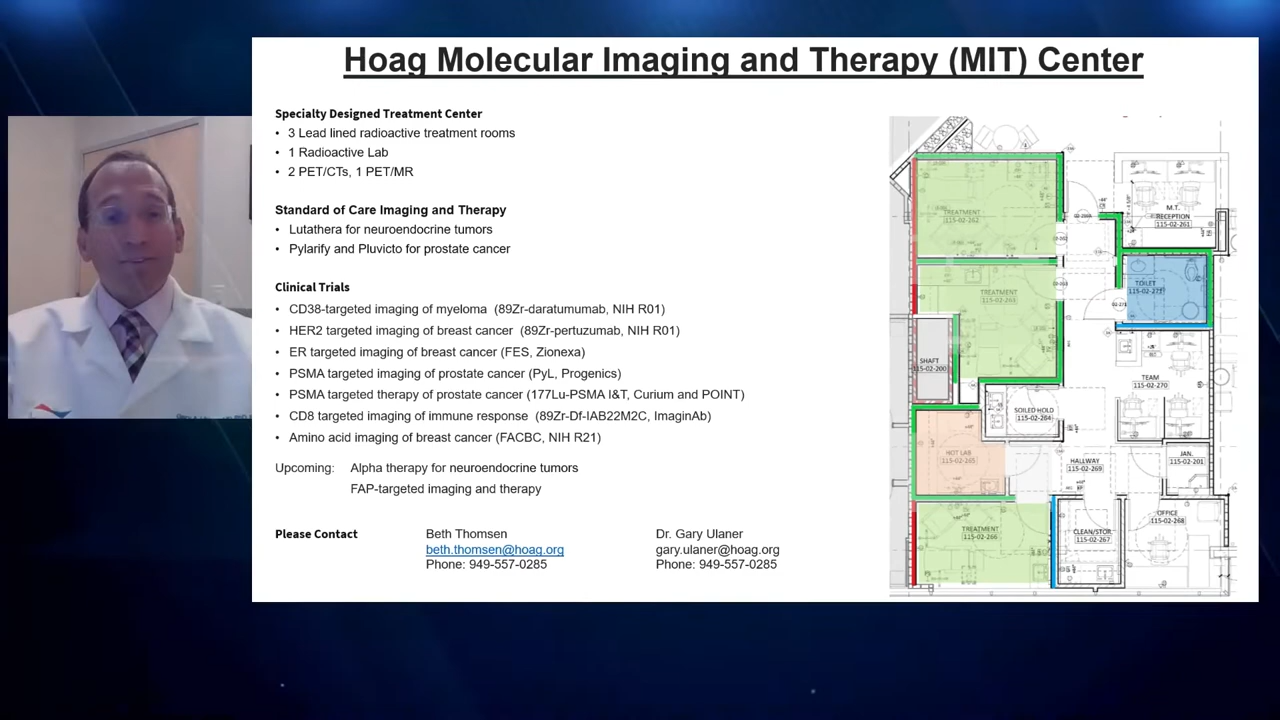 Hoag Molecular Imaging and Therapy (MIT) Center
Specialty Designed Treatment Center
• 3 Lead lined radioactive treatment rooms
• 1 Radioactive Lab
• 2 PET/CTs, 1 PET/MR
Standard of Care Imaging and Therapy
• Lutathera for neuroendocrine tumors
• Pylarify and Pluvicto for prostate cancer
Clinical Trials
• CD38-targeted imaging of myeloma (89Zr-daratumumab, NIH R01)
• HER2 targeted imaging of breast cancer (89Zr-pertuzumab, NIH R01)
• ER targeted imaging of breast cancer (FES, Zionexa)
• PSMA targeted imaging of prostate cancer (PyL, Progenics)
• PSMA targeted therapy of prostate cancer (177Lu-PSMA I&T, Curium and POINT)
• CD8 targeted imaging of immune response (89Zr-Df-IAB22M2C, ImaginAb)
• Amino acid imaging of breast cancer (FACBC, NIH R21)
Upcoming: Alpha therapy for neuroendocrine tumors
FAP-targeted imaging and therapy
Please Contact Beth Thomsen Dr. Gary Ulaner
beth.thomsen@hoag.org gary.ulaner@hoag.org
Phone: 949-557-0285 Phone: 949-557-0285
TREATMENT
115-02-262
M.T.
RECEPTION
115-02-261
TREATMENT
TOILET
SHAFT
115-02-200
TEAM
115-02-270
SOILED HOLD
115-02-264
HOT LAB
115-02-265
HALLWAY
115-02-269
JAN.
115-02-201
TREATMENT
115-02-266
CLEAN/STOR.
115-02-267
OFFICE
115-02-268